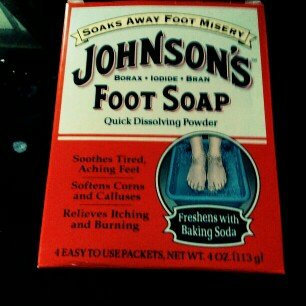 SOAKS AWAY FOOT MISERY
JOHNSON'S
BORAX • IODIDE • BRAN
FOOT SOAP
Quick Dissolving Powder
Soothes Tired,
Aching Feet
Softens Corns
and Calluses
Relieves Itching
and Burning
Freshens with
Baking Soda
4 EASY TO USE PACKETS, NET WT. 4 OZ. (113 g)